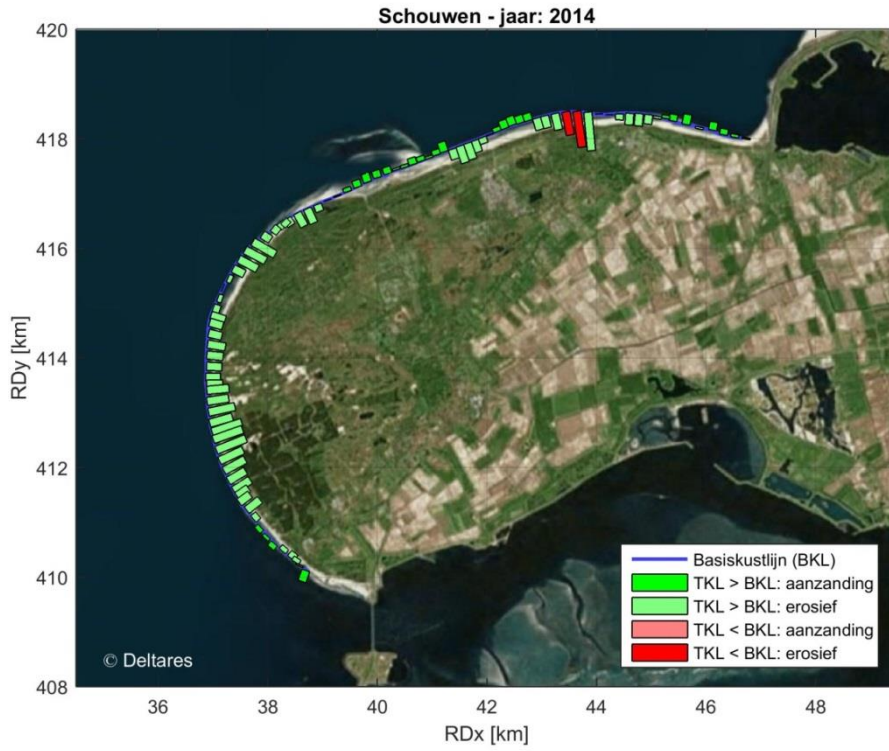 Schouwen - jaar: 2014
420
418
416
414
412
410
408
RDy [km]
36
38
40
42
44
46
48
RDx [km]
Basiskustlijn (BKL)
TKL > BKL: aanzanding
TKL > BKL: erosief
TKL < BKL: aanzanding
TKL < BKL: erosief
© Deltares